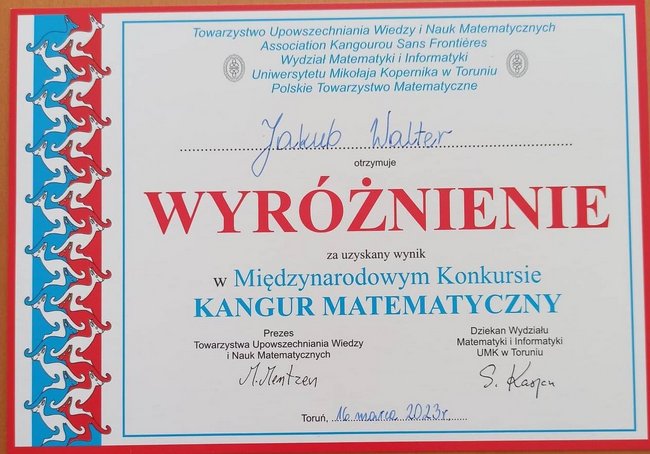 Towarzystwo Upowszechniania Wiedzy i Nauk Matematycznych
Association Kangourou Sans Frontières
Wydział Matematyki i Informatyki
Uniwersytetu Mikołaja Kopernika w Toruniu
Polskie Towarzystwo Matematyczne
Jakub Walter
otrzymuje
WYRÓŻNIENIE
za uzyskany wynik
w Międzynarodowym Konkursie
KANGUR MATEMATYCZNY
Prezes
Towarzystwa Upowszechniania Wiedzy
i Nauk Matematycznych
M.Mentzen
Dziekan Wydziału
Matematyki i Informatyki
UMK w Toruniu
S. Kasjan
Toruń, 16 marca 2023r.